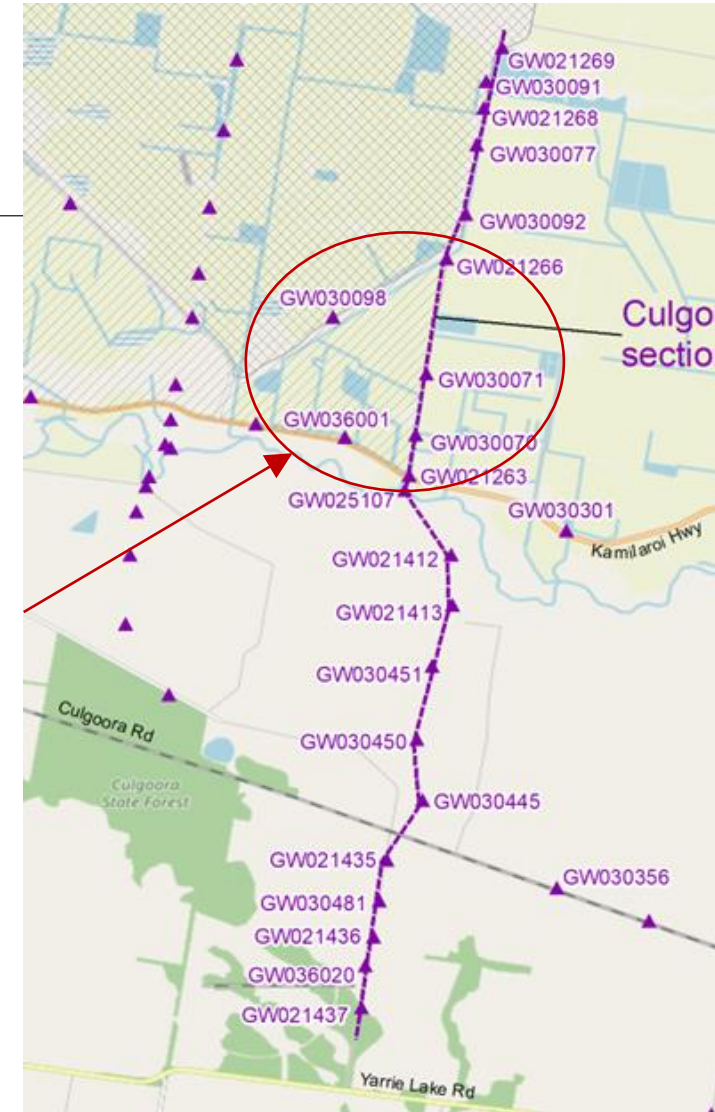 GW021269
GW030091
GW021268
GW030077
GW030092
GW021266
GW030098
Culgo
sectio
GW030071
GW036001
GW030070
GW021263
GW025107
GW030301
Kamilaroi Hwy
GW021412
GW021413
GW030451
GW030450
Culgoora Rd
Culgoora
State Forest
GW030445
GW021435
GW030356
GW030481
GW021436
GW036020
GW021437
Yarrie Lake Rd